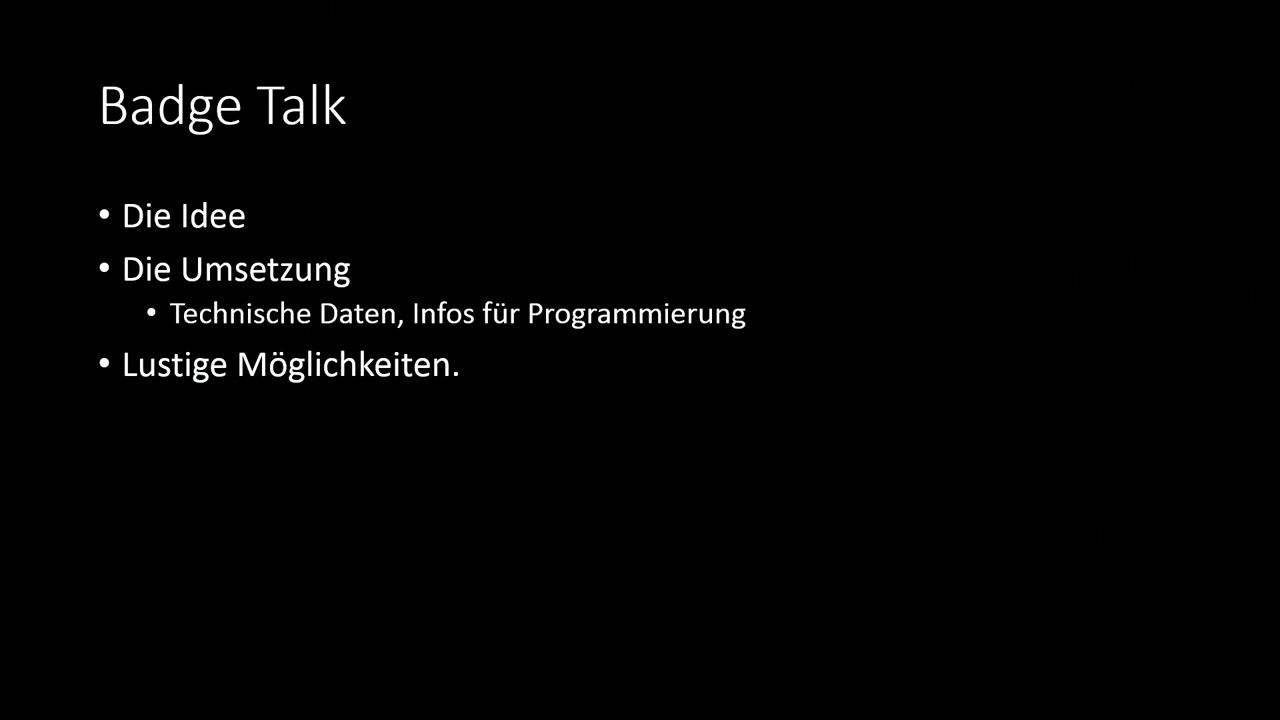 Badge Talk
• Die Idee
• Die Umsetzung
• Technische Daten, Infos für Programmierung
• Lustige Möglichkeiten.